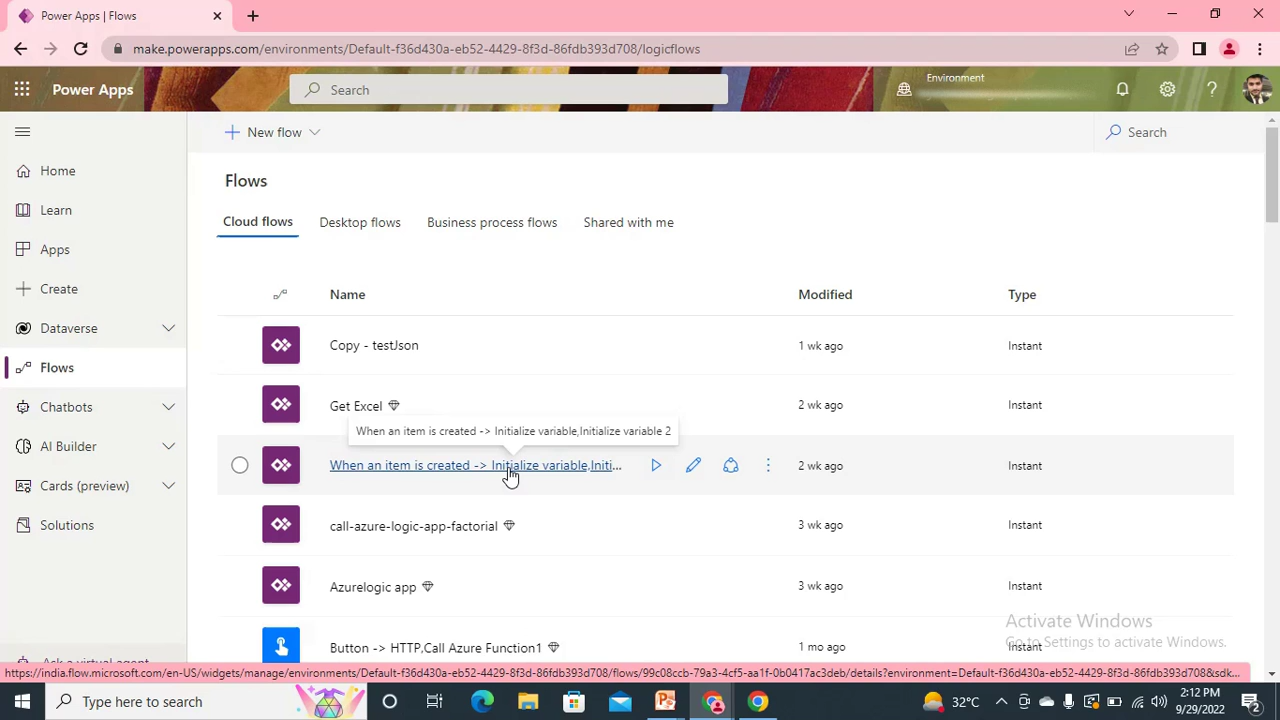 Power Apps | Flows
make.powerapps.com/environments/Default-f36d430a-eb52-4429-8f3d-86fdb393d708/logicflows
Power Apps
Search
Environment
New flow
Search
Home
Learn
Apps
Create
Dataverse
Flows
Chatbots
AI Builder
Cards (preview)
Solutions
Ask a virtual agent
Flows
Cloud flows
Desktop flows
Business process flows
Shared with me
Name
Modified
Type
Copy - testJson
1 wk ago
Instant
Get Excel
2 wk ago
Instant
When an item is created -> Initialize variable,Initialize variable 2
When an item is created -> Initialize variable,Initi...
2 wk ago
Instant
call-azure-logic-app-factorial
3 wk ago
Instant
Azurelogic app
3 wk ago
Instant
Button -> HTTP,Call Azure Function1
1 mo ago
Instant
Activate Windows
Go to Settings to activate Windows.
https://india.flow.microsoft.com/en-US/widgets/manage/environments/Default-f36d430a-eb52-4429-8f3d-86fdb393d708/flows/99c08ccb-79a3-4cf5-aa1f-0b0417ac3deb/details?environment=Default-f36d430a-eb52-4429-8f3d-86fdb393d708&sdk...
Type here to search
32°C
2:12 PM
9/29/2022
2